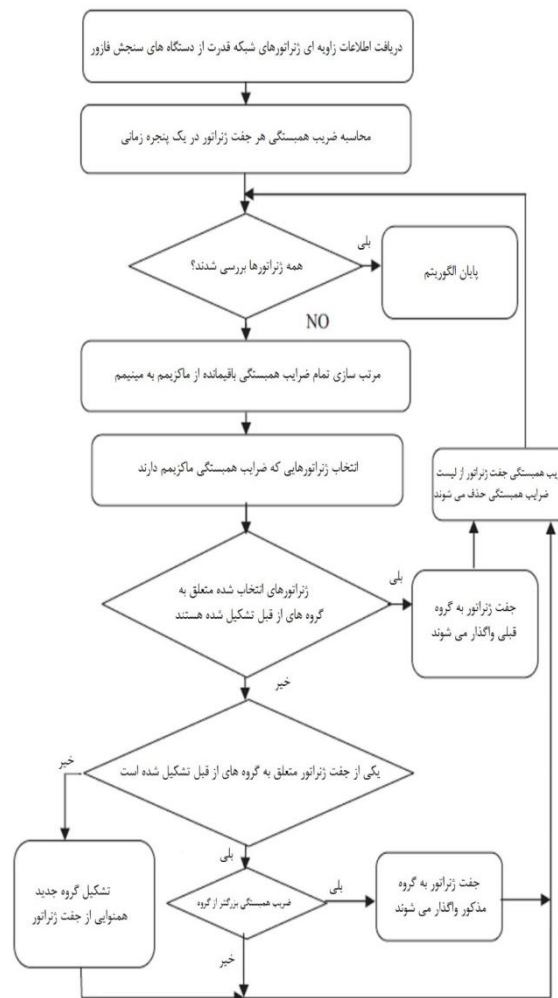 دریافت اطلاعات زاویه ای ژنراتورهای شبکه قدرت از دستگاه های سنجش فازور
محاسبه ضریب همبستگی هر جفت ژنراتور در یک پنجره زمانی
همه ژنراتورها بررسی شدند؟
بلی
پایان الگوریتم
NO
مرتب سازی تمام ضرایب همبستگی باقیمانده از ماکزیمم به مینیمم
انتخاب ژنراتورهایی که ضرایب همبستگی ماکزیمم دارند
یب همبستگی جفت ژنراتور از لیست
ضرایب همبستگی حذف می شوند
ژنراتورهای انتخاب شده متعلق به
گروه های از قبل تشکیل شده هستند
بلی
جفت ژنراتور به گروه
قبلی واگذار می شوند
خیر
یکی از جفت ژنراتور متعلق به گروه های از قبل تشکیل شده است
خیر
بلی
تشکیل گروه جدید
همنوایی از جفت ژنراتور
ضریب همبستگی بزرگتر از گروه
بلی
جفت ژنراتور به گروه
مذکور واگذار می شوند
خیر